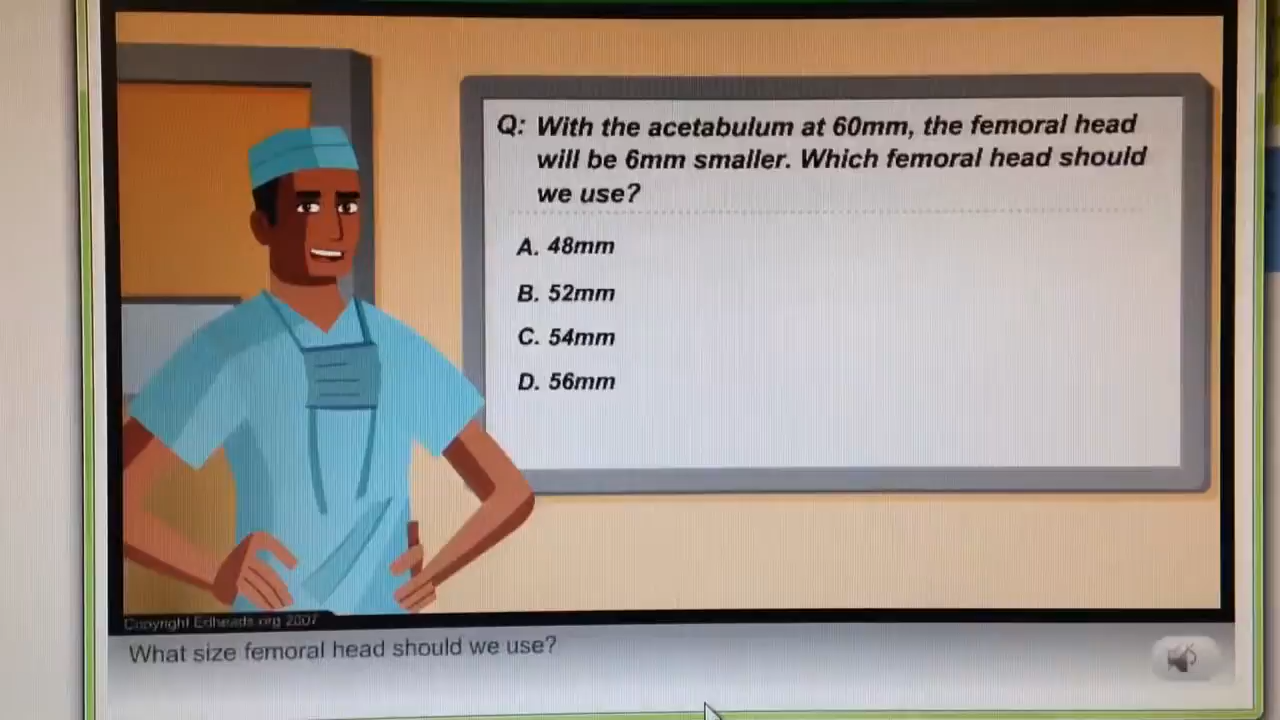 Q: With the acetabulum at 60mm, the femoral head
will be 6mm smaller. Which femoral head should
we use?
A. 48mm
B. 52mm
C. 54mm
D. 56mm
Copyright Edheads.org 2007
What size femoral head should we use?